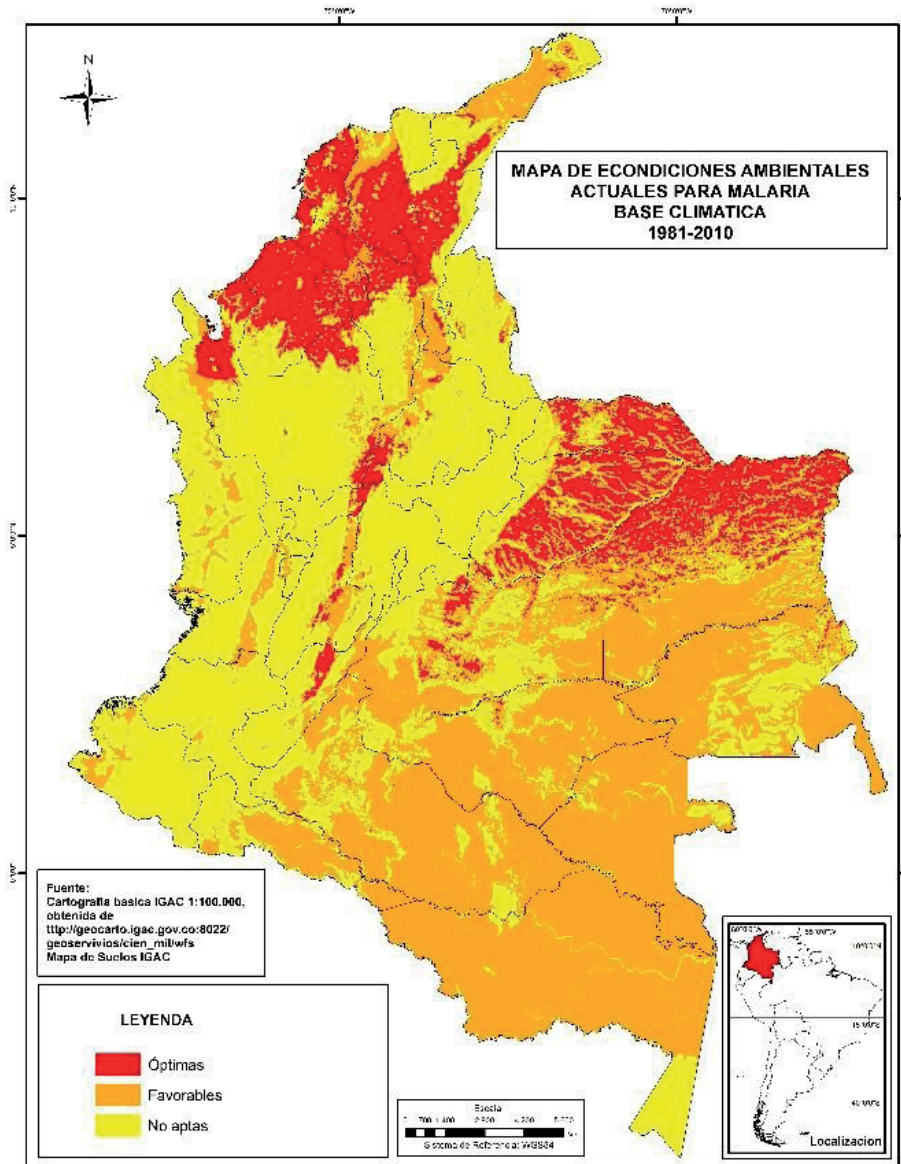 N
MAPA DE ECONDICIONES AMBIENTALES
ACTUALES PARA MALARIA
BASE CLIMATICA
1981-2010
Fuente:
Cartografia basica IGAC 1:100.000,
obtenida de
http://geocarto.igac.gov.co:8022/
geoservivios/cien_mil/wfs
Mapa de Suelos IGAC
LEYENDA
Óptimas
Favorables
No aptas
Escala
Sistema de Referencia: WGS84
Localizacion